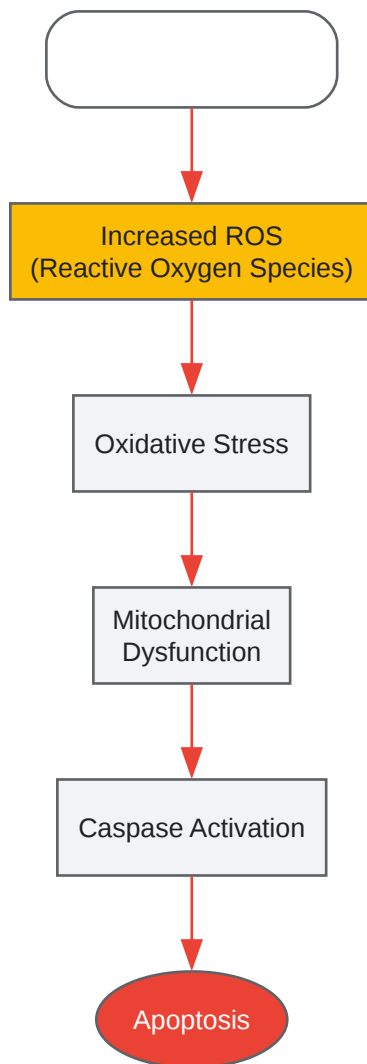 Increased ROS
(Reactive Oxygen Species)
Oxidative Stress
Mitochondrial
Dysfunction
Caspase Activation
Apoptosis